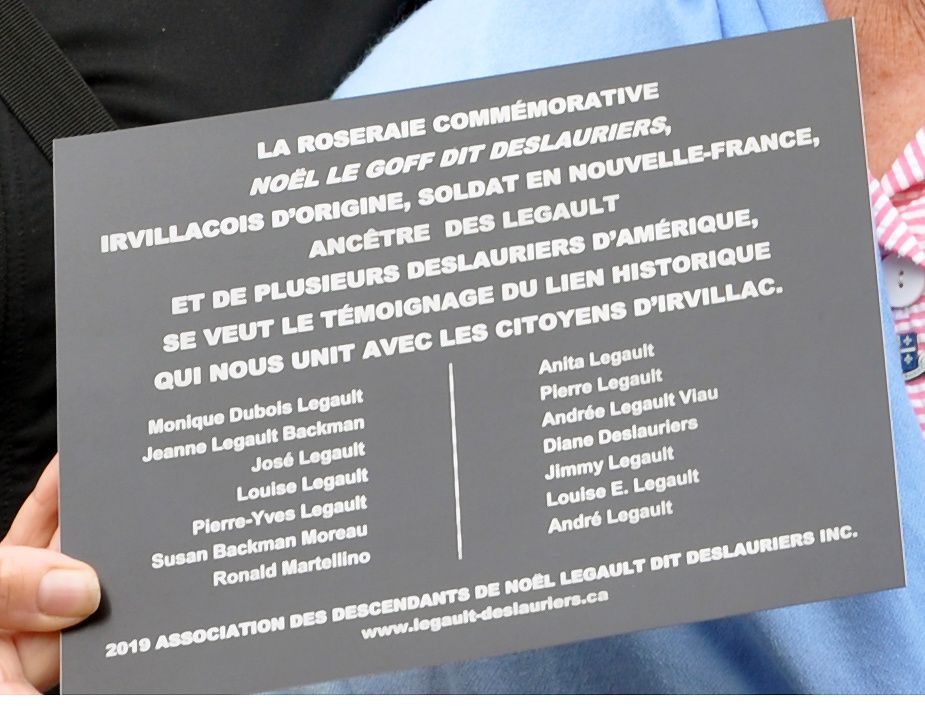 LA ROSERAIE COMMÉMORATIVE
NOËL LE GOFF DIT DESLAURIERS,
IRVILLACOIS D'ORIGINE, SOLDAT EN NOUVELLE-FRANCE,
ANCÊTRE DES LEGAULT
ET DE PLUSIEURS DESLAURIERS D'AMÉRIQUE,
SE VEUT LE TÉMOIGNAGE DU LIEN HISTORIQUE
QUI NOUS UNIT AVEC LES CITOYENS D'IRVILLAC.
Monique Dubois Legault
Jeanne Legault Backman
José Legault
Louise Legault
Pierre-Yves Legault
Susan Backman Moreau
Ronald Martellino
Anita Legault
Pierre Legault
Andrée Legault Viau
Diane Deslauriers
Jimmy Legault
Louise E. Legault
André Legault
2019 ASSOCIATION DES DESCENDANTS DE NOËL LEGAULT DIT DESLAURIERS INC.
www.legault-deslauriers.ca